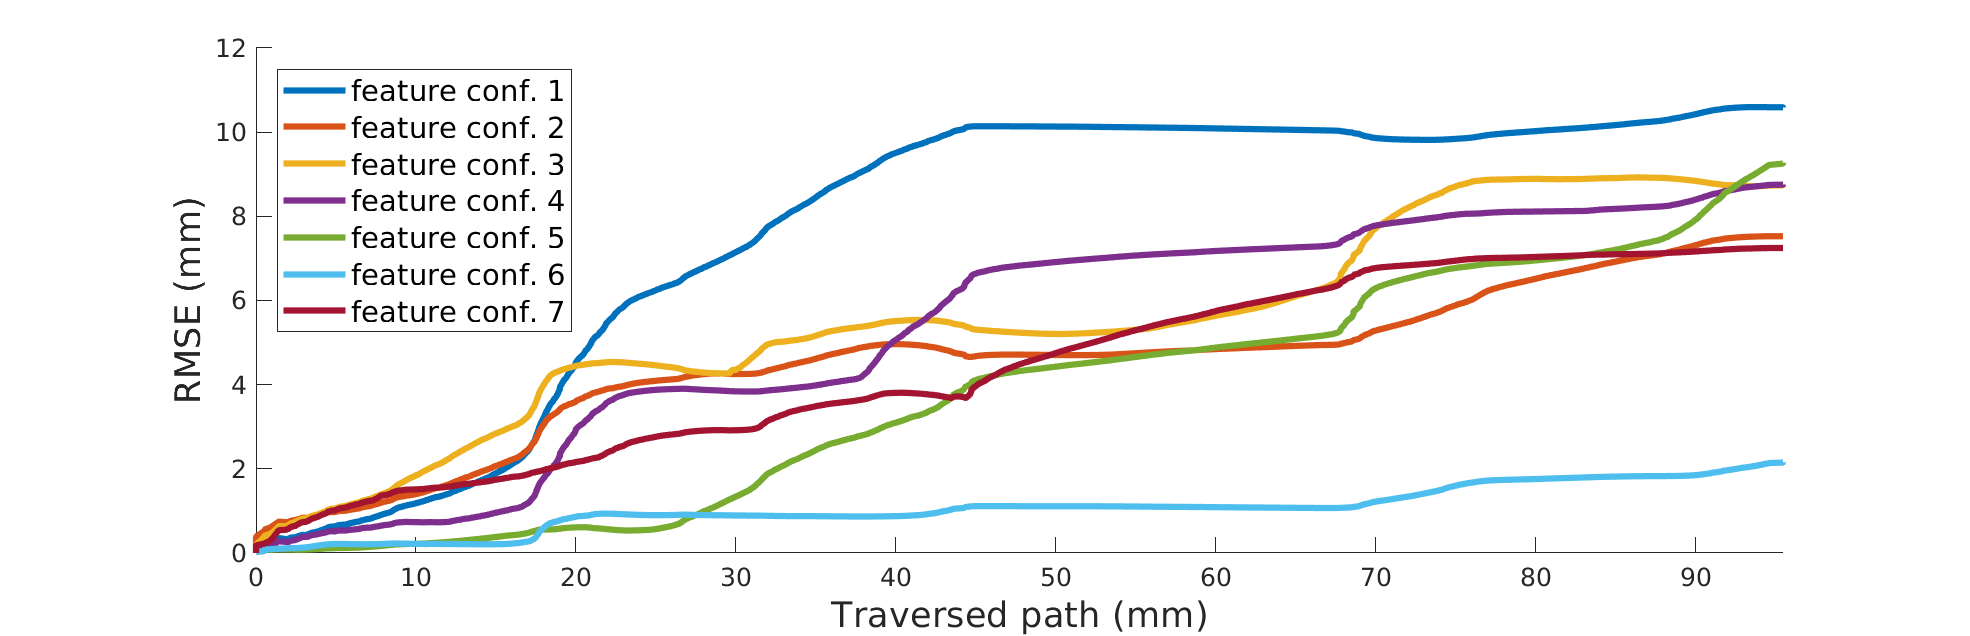 12
10
8
6
4
2
0
RMSE (mm)
feature conf. 1
feature conf. 2
feature conf. 3
feature conf. 4
feature conf. 5
feature conf. 6
feature conf. 7
0 10 20 30 40 50 60 70 80 90
Traversed path (mm)